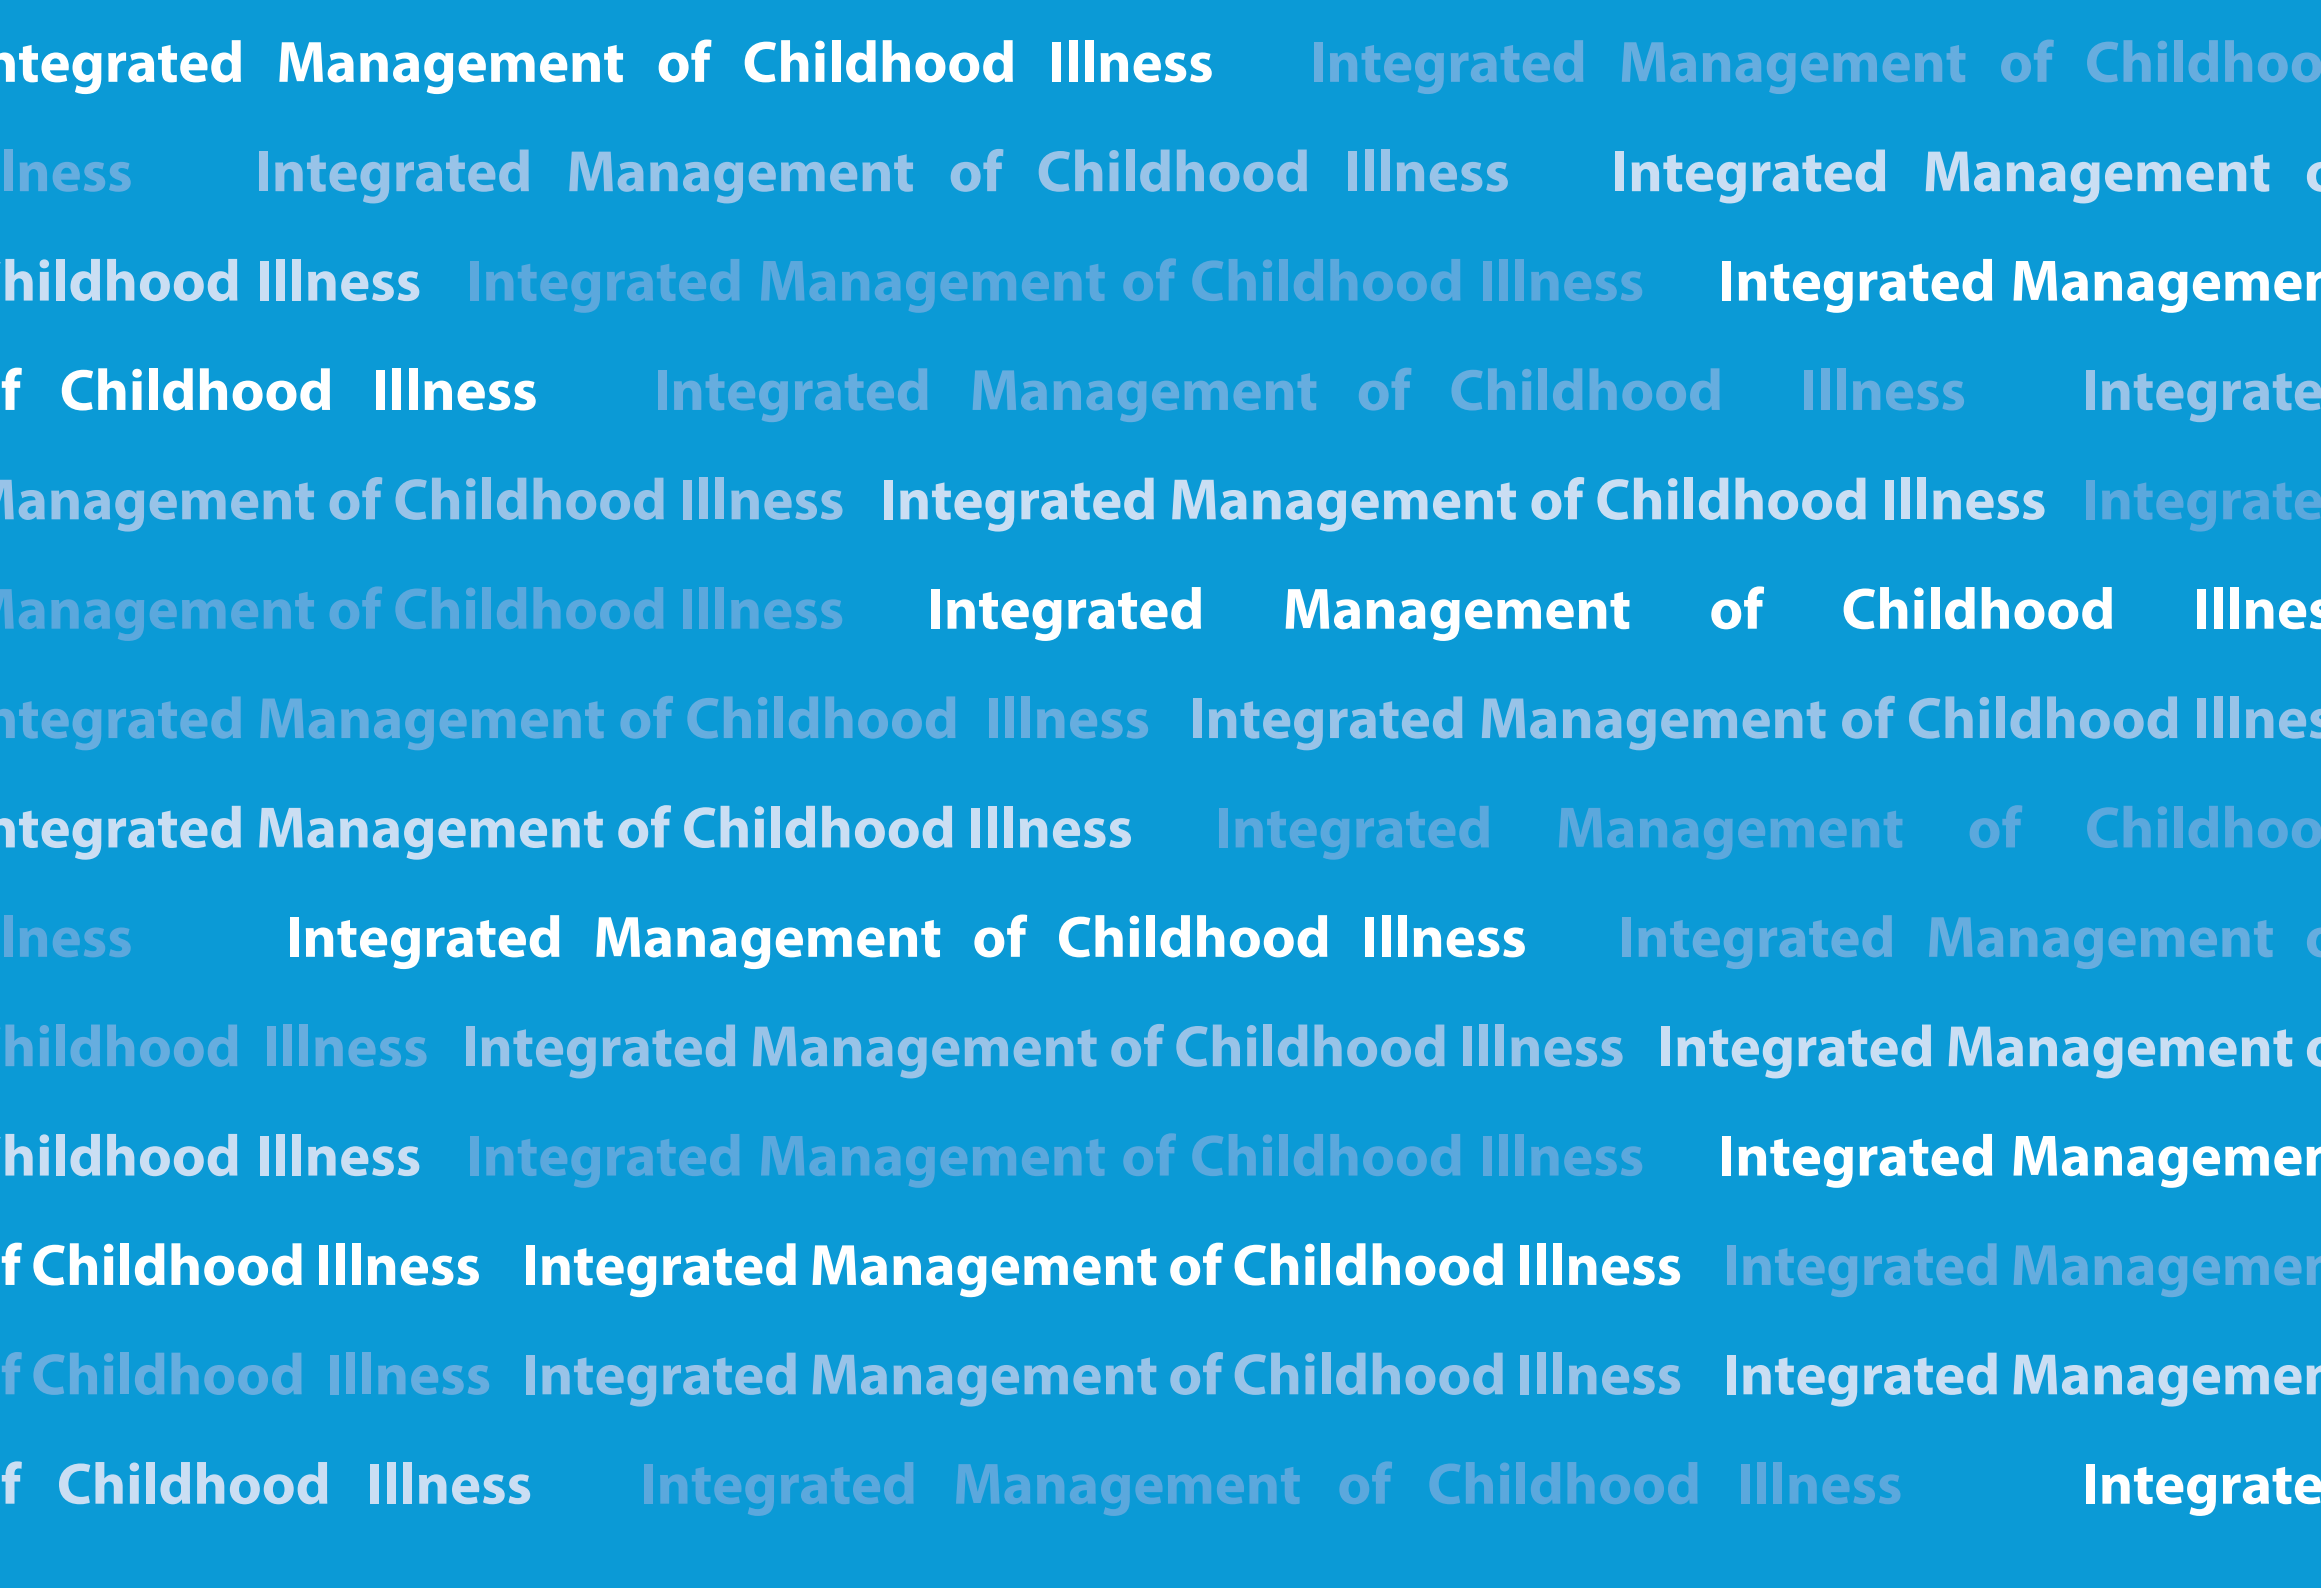 ntegrated Management of Childhood Illness Integrated Management of Childhoo
lness Integrated Management of Childhood Illness Integrated Management o
hildhood Illness Integrated Management of Childhood Illness Integrated Managemen
f Childhood Illness Integrated Management of Childhood Illness Integrate
Management of Childhood Illness Integrated Management of Childhood Illness Integrate
Management of Childhood Illness Integrated Management of Childhood Illnes
ntegrated Management of Childhood Illness Integrated Management of Childhood Illnes
ntegrated Management of Childhood Illness Integrated Management of Childhoo
lness Integrated Management of Childhood Illness Integrated Management o
hildhood Illness Integrated Management of Childhood Illness Integrated Management o
hildhood Illness Integrated Management of Childhood Illness Integrated Managemen
f Childhood Illness Integrated Management of Childhood Illness Integrated Managemen
f Childhood Illness Integrated Management of Childhood Illness Integrated Managemen
f Childhood Illness Integrated Management of Childhood Illness Integrate